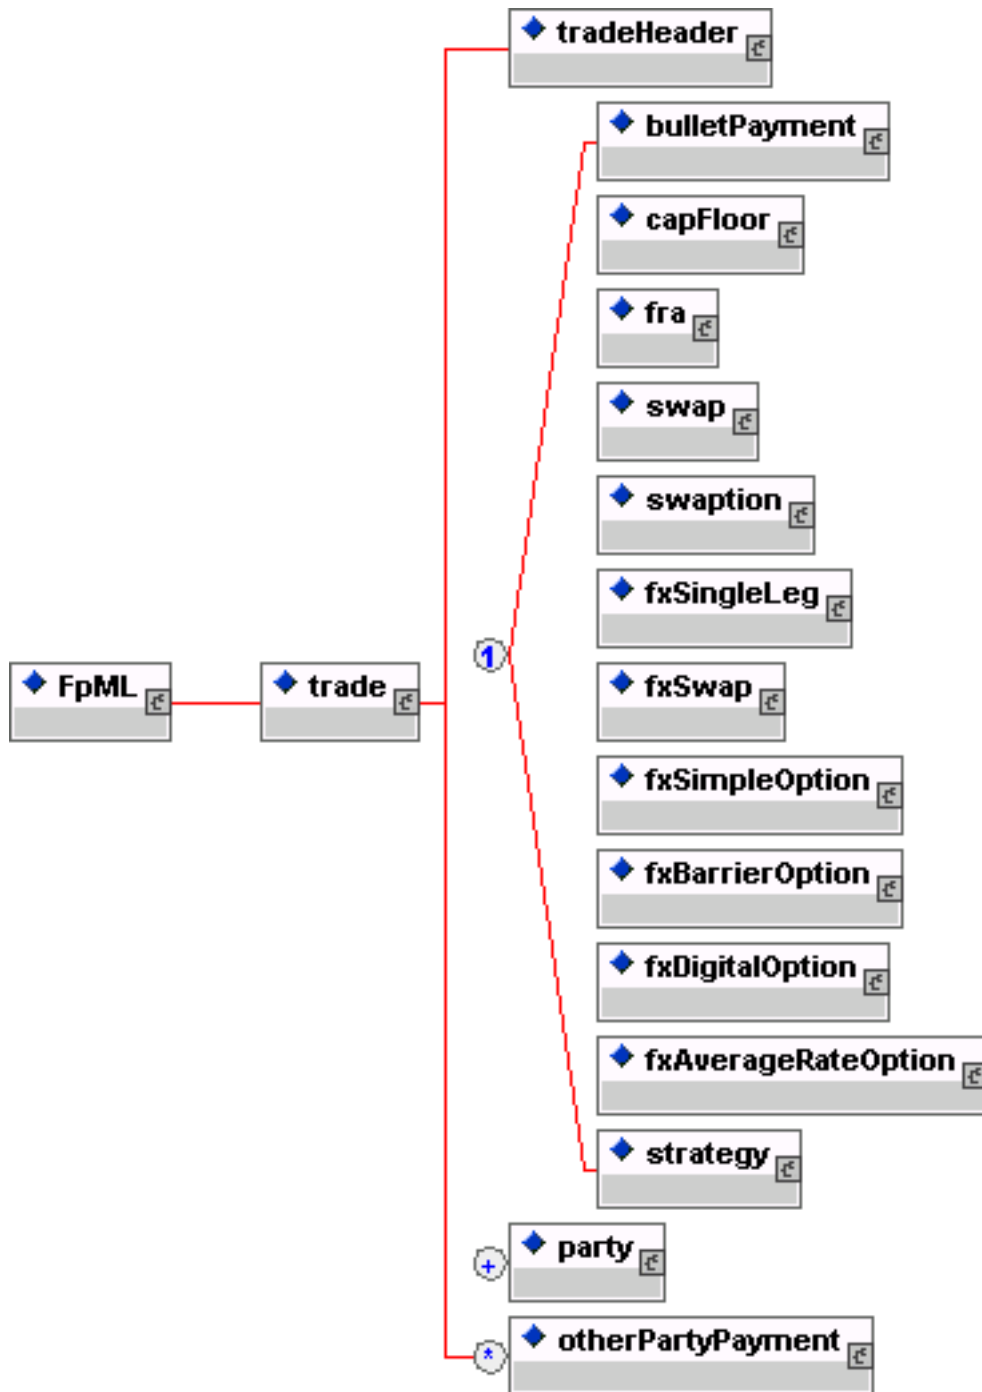 tradeHeader
bulletPayment
capFloor
fra
swap
swaption
fxSingleLeg
1
FpML
trade
fxSwap
fxSimpleOption
fxBarrierOption
fxDigitalOption
fxAverageRateOption
strategy
+
party
*
otherPartyPayment